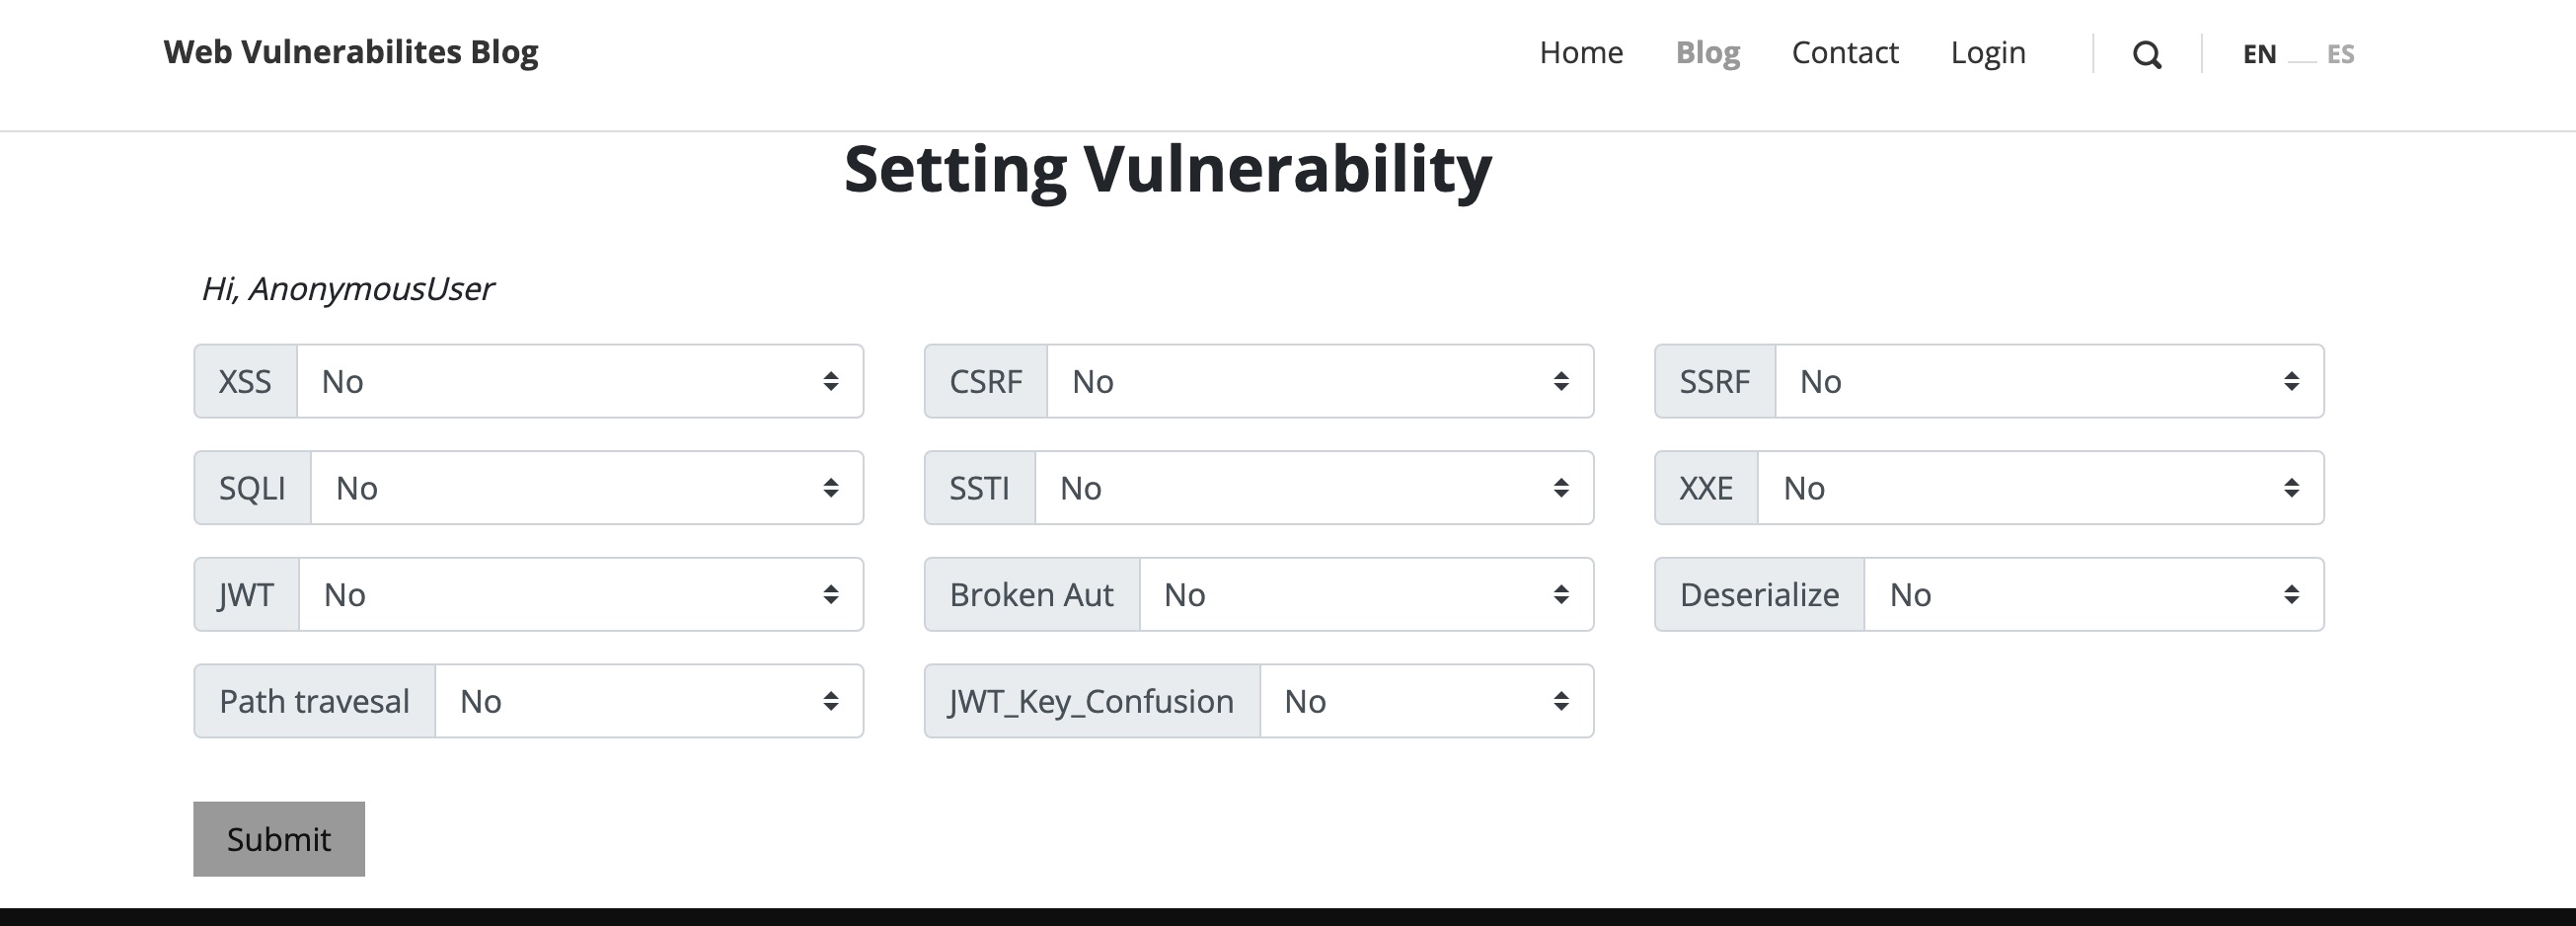 Web Vulnerabilites Blog Home Blog Contact Login EN ES
Setting Vulnerability
Hi, AnonymousUser
XSS No CSRF No SSRF No
SQLI No SSTI No XXE No
JWT No Broken Aut No Deserialize No
Path travesal No JWT_Key_Confusion No
Submit